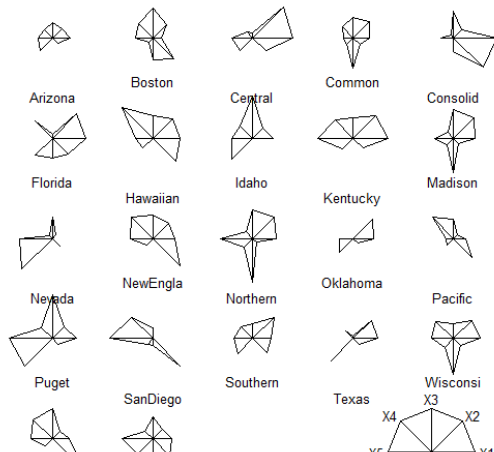 Arizona
Boston
Central
Common
Consolid
Florida
Hawaiian
Idaho
Kentucky
Madison
Nevada
NewEngla
Northern
Oklahoma
Pacific
Puget
SanDiego
Southern
Texas
Wisconsi
X3
X4
X2